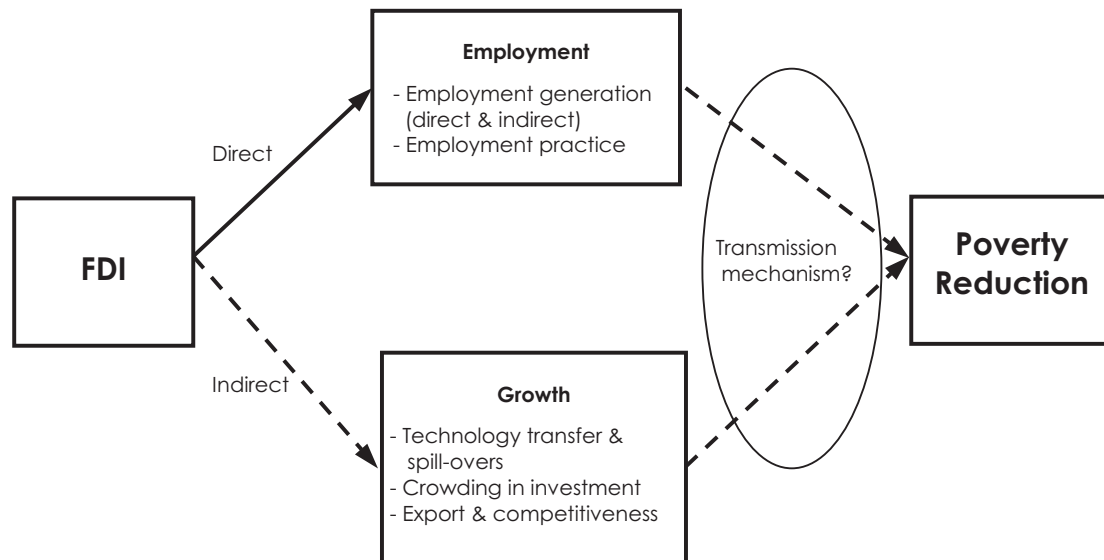 Employment
- Employment generation
(direct & indirect)
- Employment practice
Direct
FDI
Transmission
mechanism?
Poverty
Reduction
Indirect
Growth
- Technology transfer &
spill-overs
- Crowding in investment
- Export & competitiveness